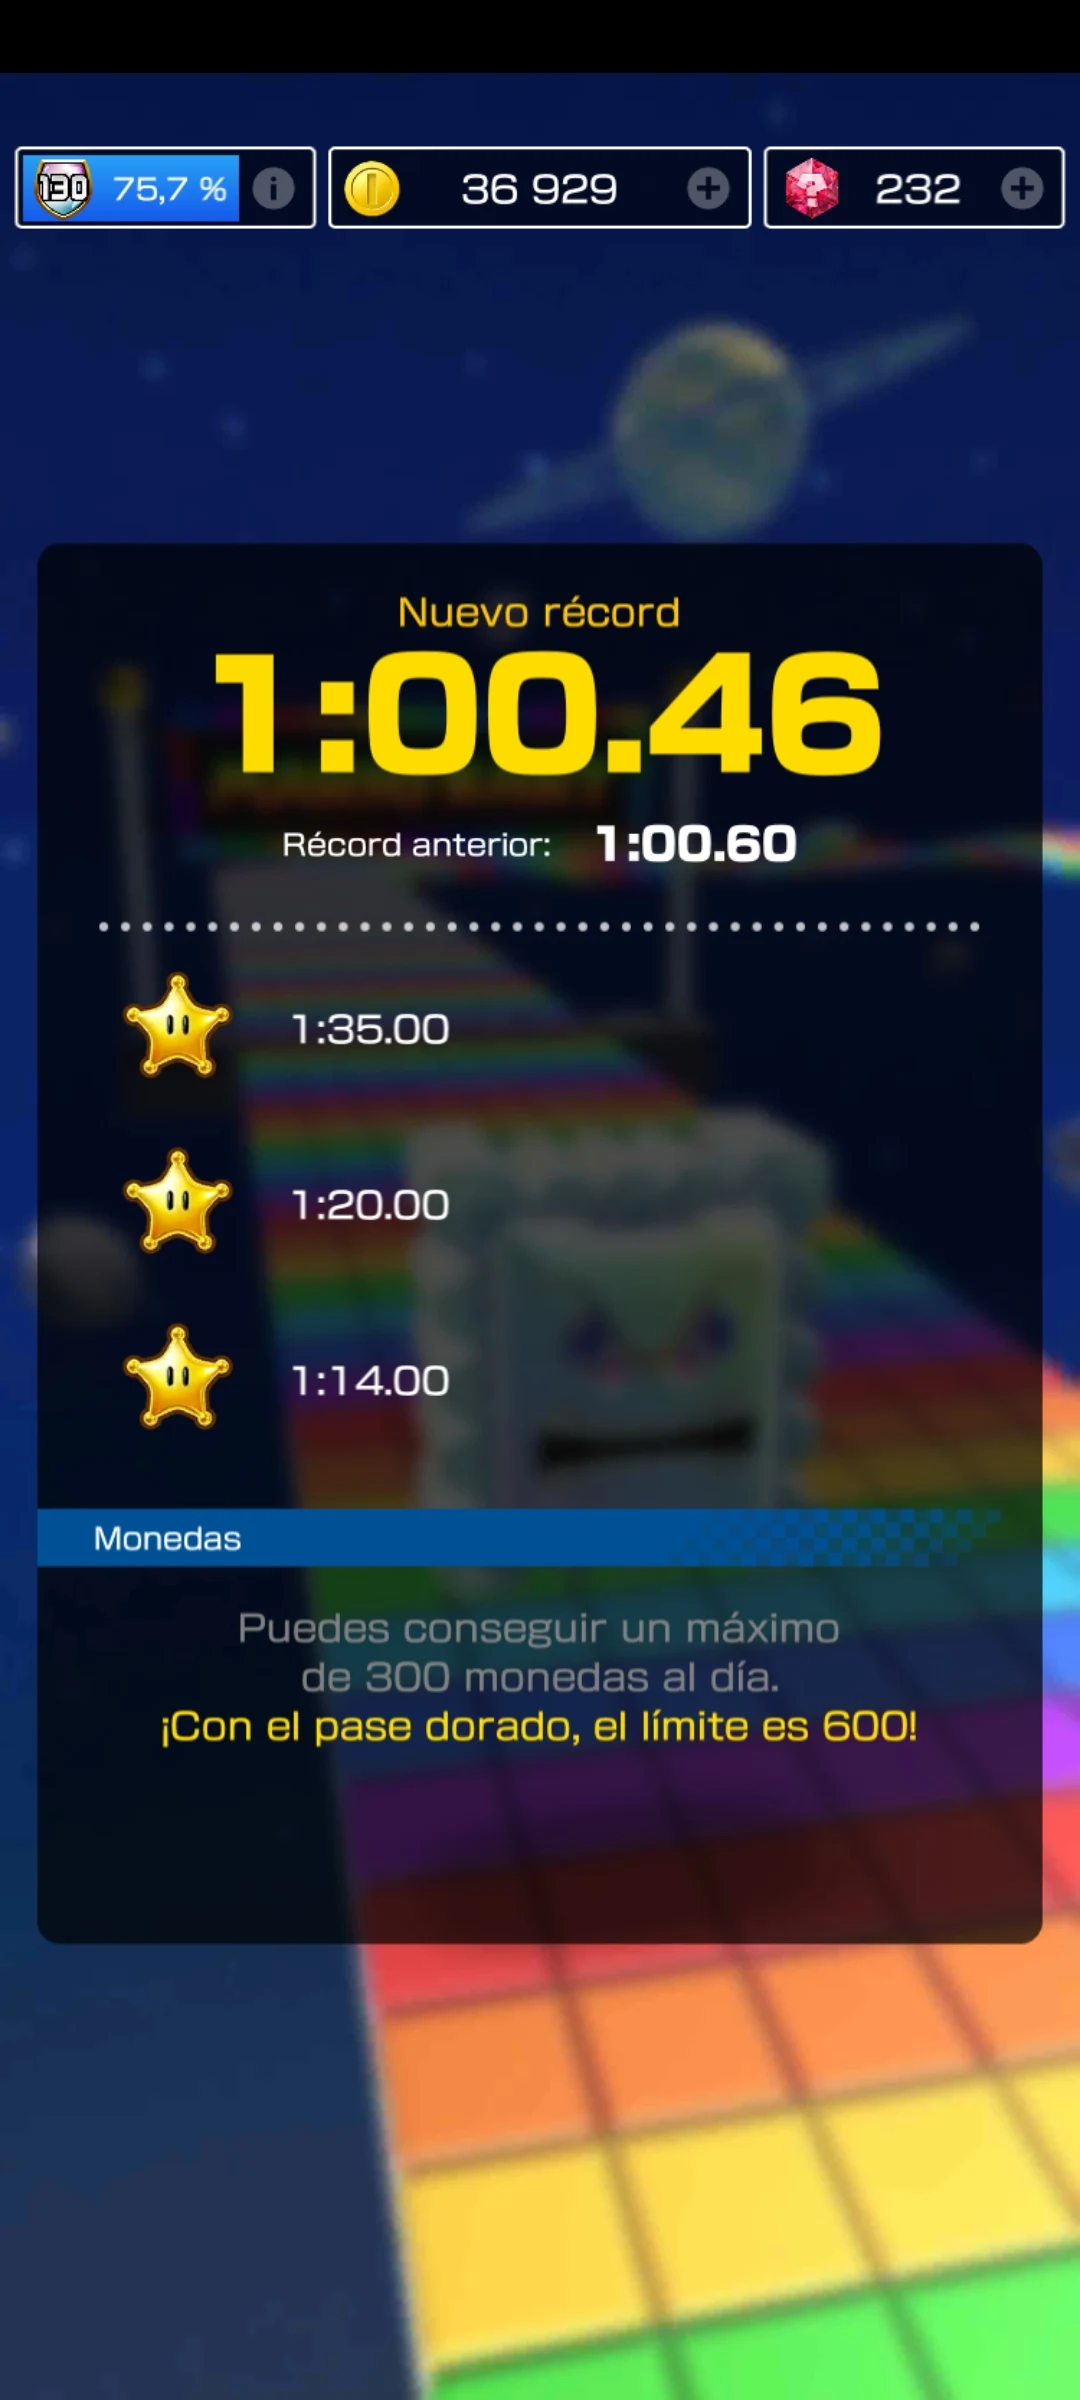 130 75,7 % i 36 929 + 232 +
Nuevo récord
1:00.46
Récord anterior: 1:00.60
1:35.00
1:20.00
1:14.00
Monedas
Puedes conseguir un máximo
de 300 monedas al día.
¡Con el pase dorado, el límite es 600!